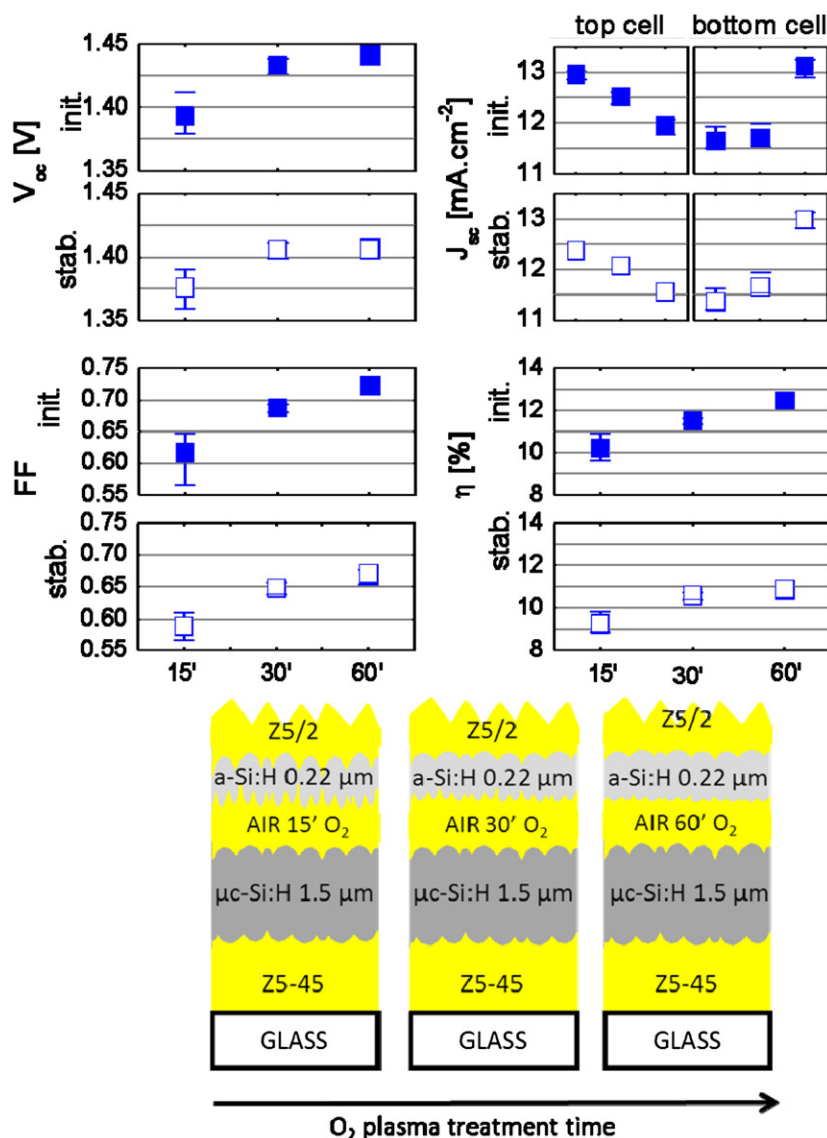 top cell bottom cell
V_oc [V]
init.
1.45
1.40
1.35
stab.
1.45
1.40
1.35
J_sc [mA.cm⁻²]
init.
13
12
11
stab.
13
12
11
FF
init.
0.75
0.70
0.65
0.60
0.55
stab.
0.75
0.70
0.65
0.60
0.55
15' 30' 60'
η [%]
init.
14
12
10
8
stab.
14
12
10
8
15' 30' 60'
Z5/2 Z5/2 Z5/2
a-Si:H 0.22 µm a-Si:H 0.22 µm a-Si:H 0.22 µm
AIR 15' O₂ AIR 30' O₂ AIR 60' O₂
µc-Si:H 1.5 µm µc-Si:H 1.5 µm µc-Si:H 1.5 µm
Z5-45 Z5-45 Z5-45
GLASS GLASS GLASS
O₂ plasma treatment time